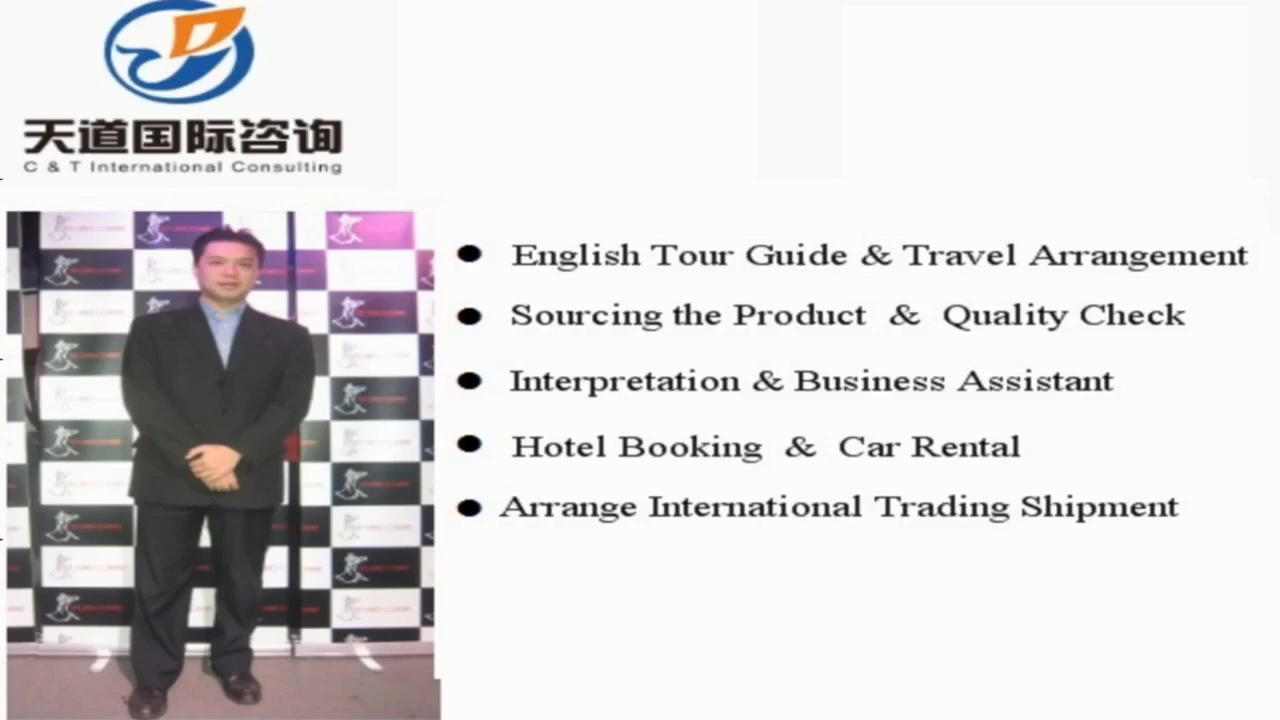 天道国际咨询
C & T International Consulting
● English Tour Guide & Travel Arrangement
● Sourcing the Product & Quality Check
● Interpretation & Business Assistant
● Hotel Booking & Car Rental
● Arrange International Trading Shipment